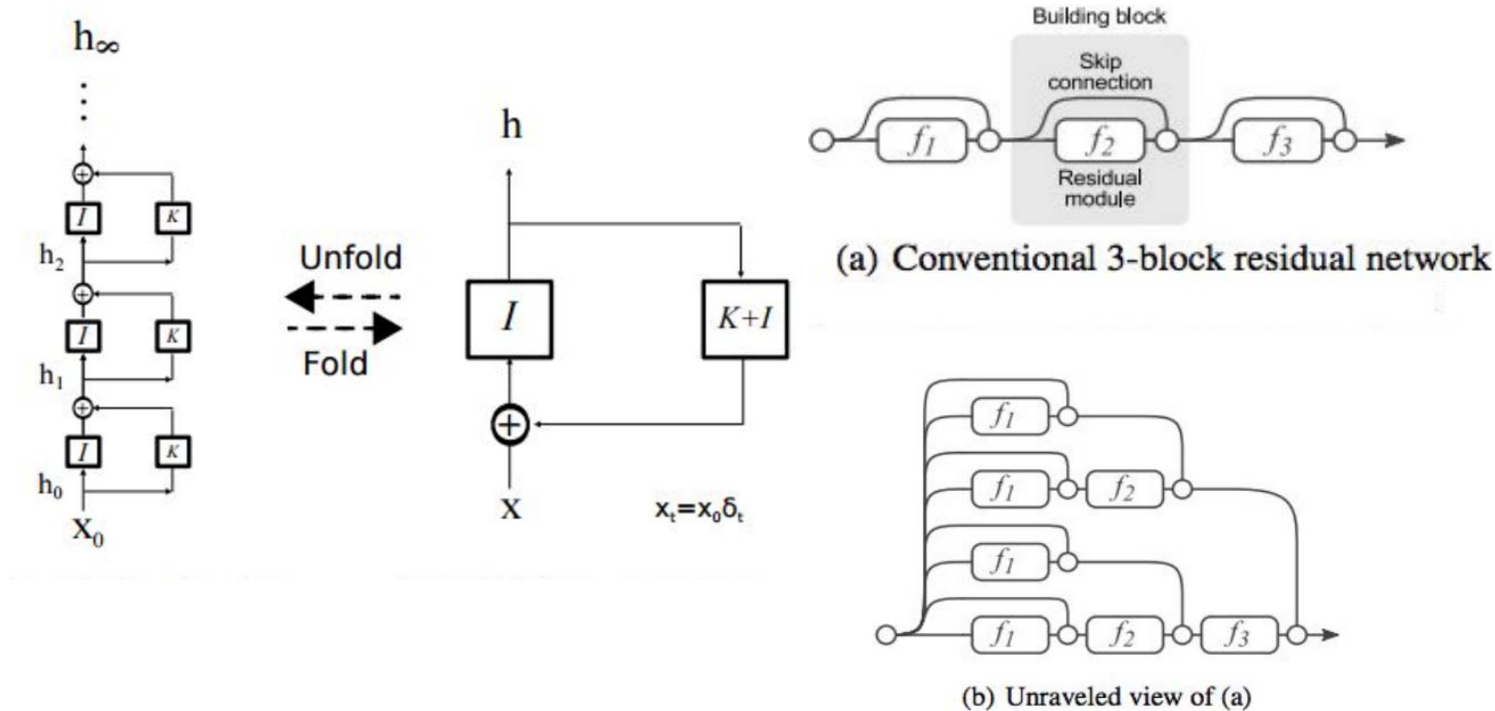 h∞
I
K
h₂
I
K
h₁
I
K
h₀
X₀
Unfold
Fold
h
I
K+I
+
x
xₜ=x₀δₜ
Building block
Skip
connection
f₁
f₂
f₃
Residual
module
(a) Conventional 3-block residual network
f₁
f₁
f₂
f₁
f₁
f₂
f₃
(b) Unraveled view of (a)